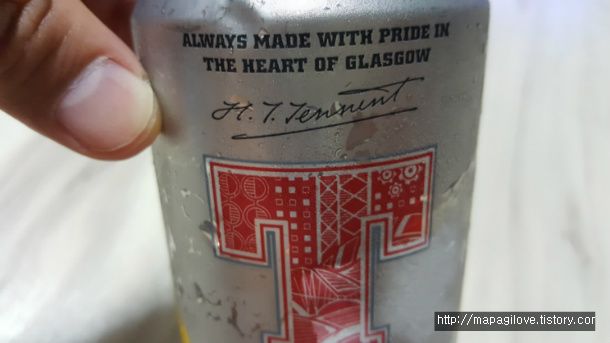 ALWAYS MADE WITH PRIDE IN
THE HEART OF GLASGOW
H. T. Tennent
T
http://mapagilove.tistory.com